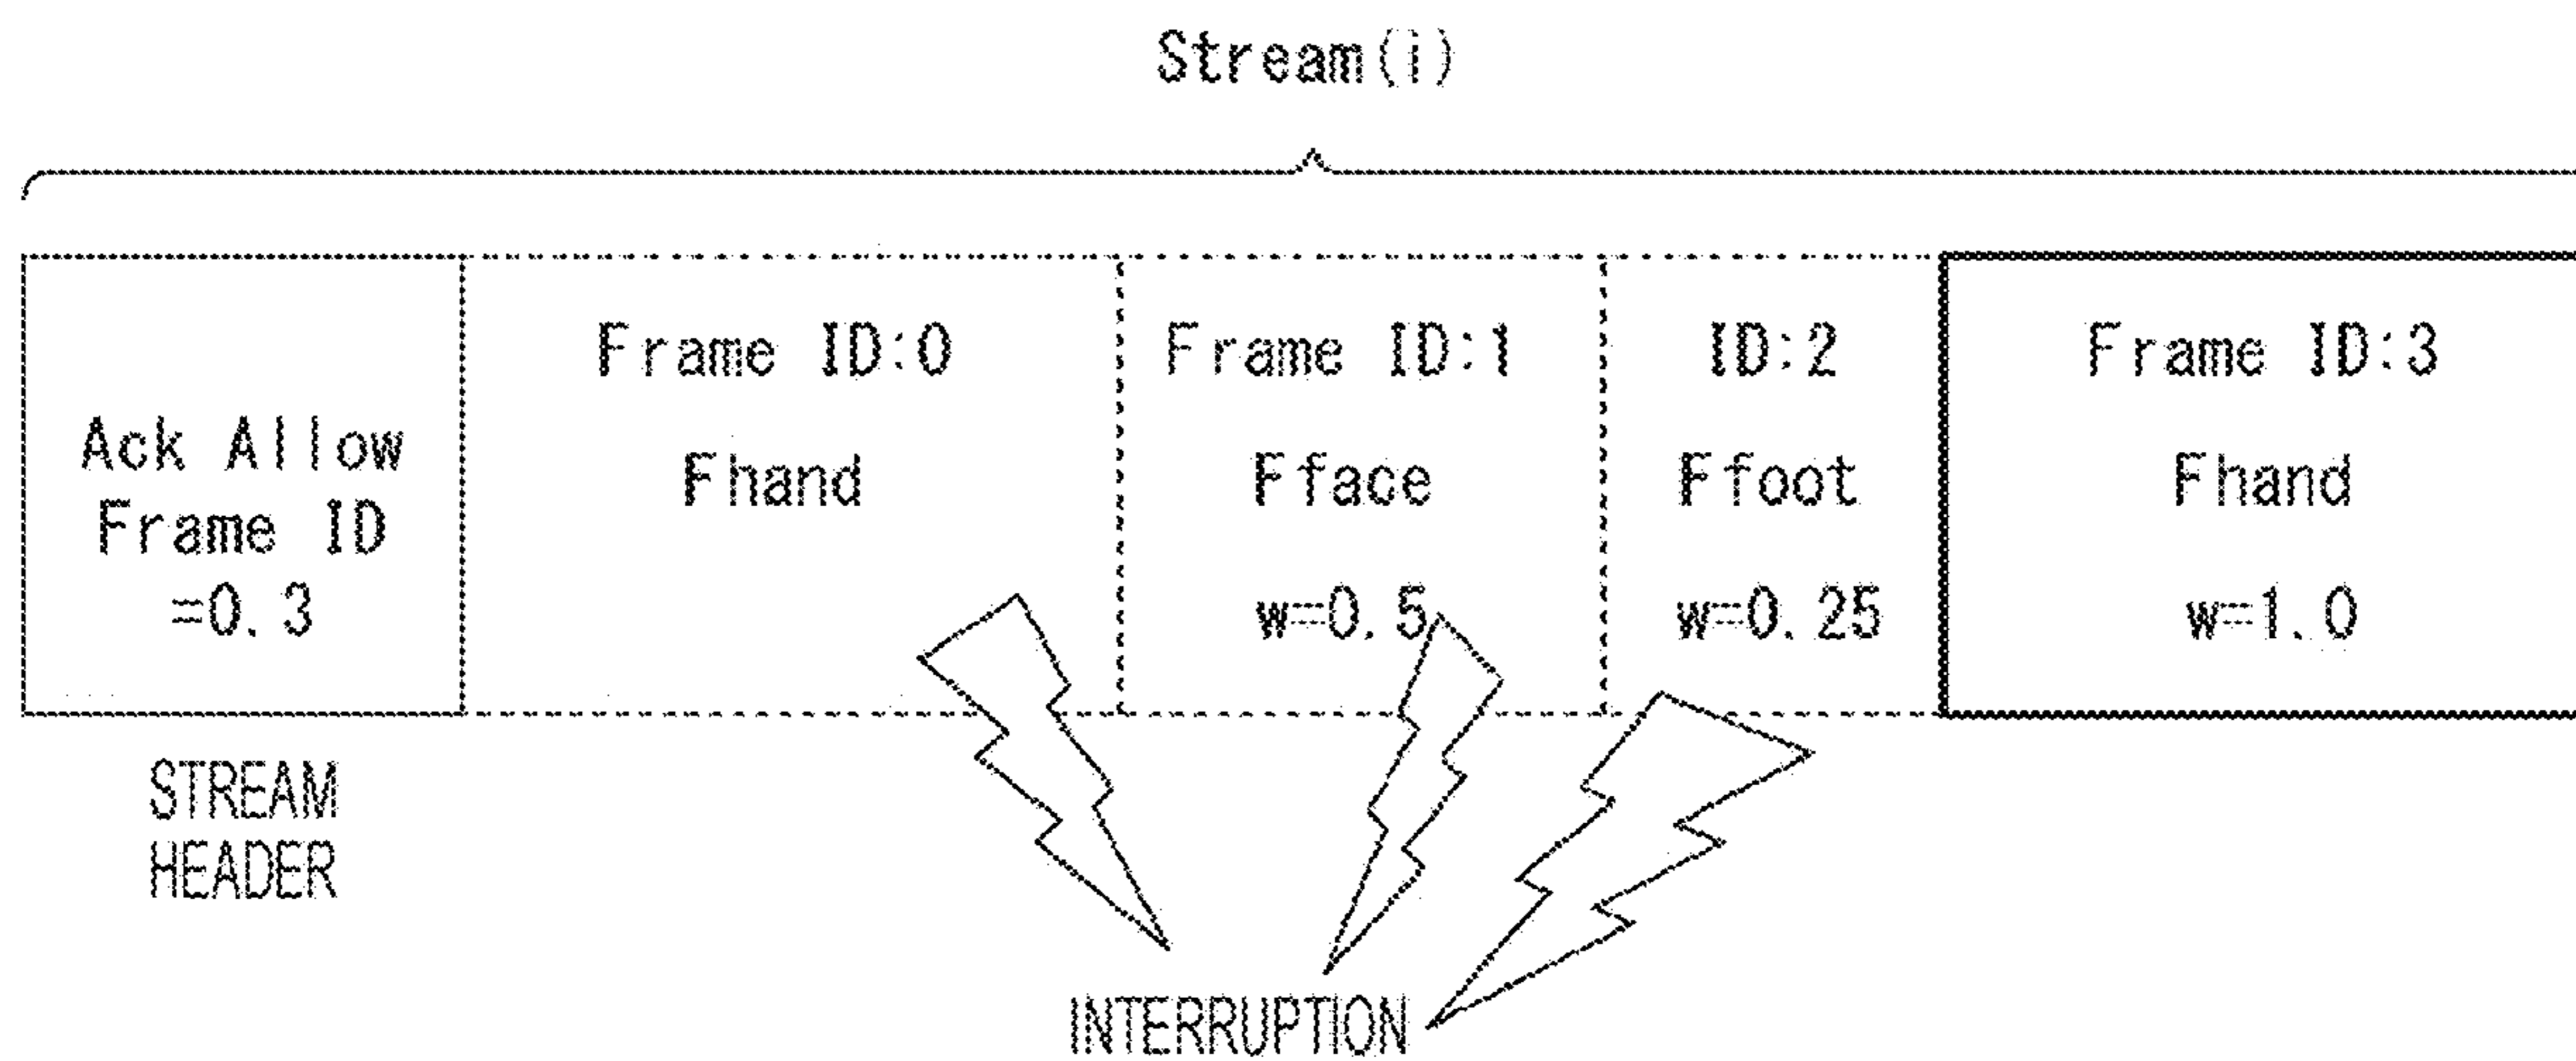 Stream(i)
Ack Allow
Frame ID
=0.3
Frame ID:0
Fhand
Frame ID:1
Fface
w=0.5
ID:2
Ffoot
w=0.25
Frame ID:3
Fhand
w=1.0
STREAM
HEADER
INTERRUPTION